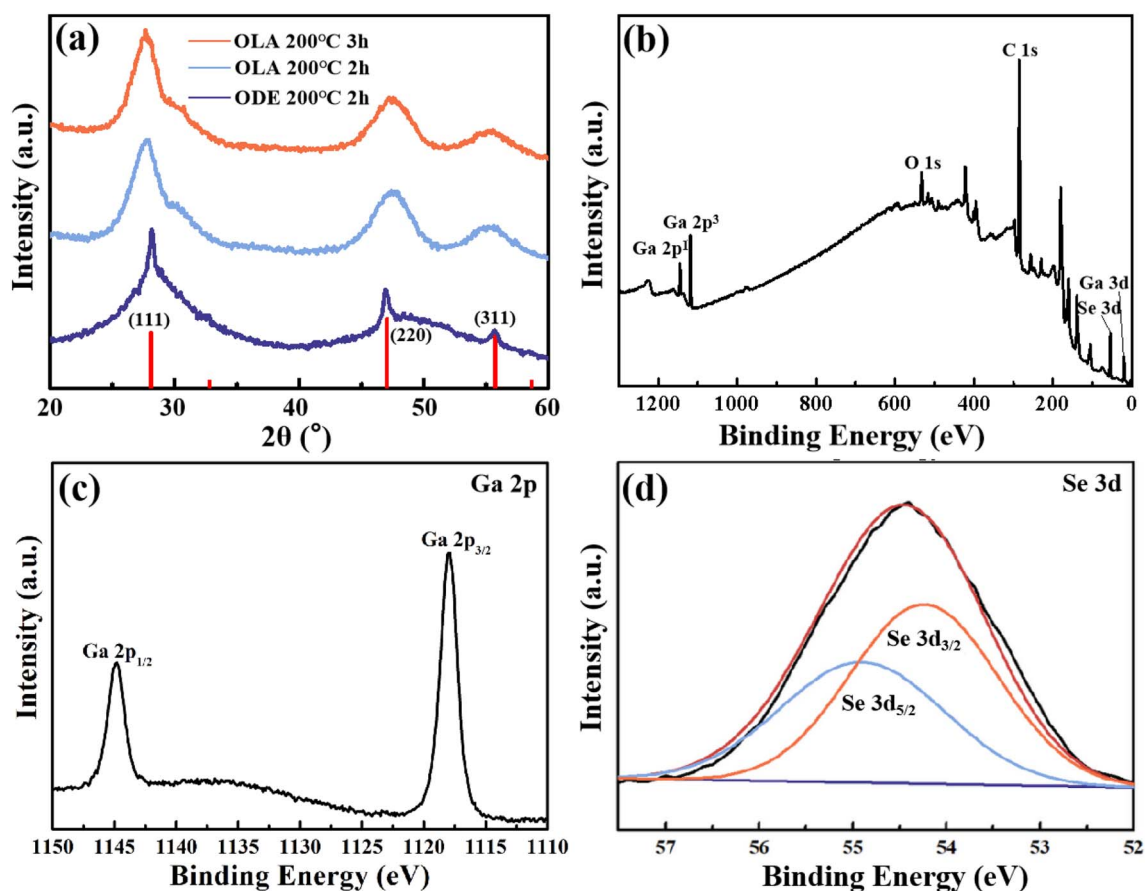 (a)
OLA 200°C 3h
OLA 200°C 2h
ODE 200°C 2h
(111)
(220)
(311)
Intensity (a.u.)
20 30 40 50 60
2θ (°)
(b)
C 1s
O 1s
Ga 2p³
Ga 2p¹
Ga 3d
Se 3d
Intensity (a.u.)
1200 1000 800 600 400 200 0
Binding Energy (eV)
(c)
Ga 2p
Ga 2p3/2
Ga 2p1/2
Intensity (a.u.)
1150 1145 1140 1135 1130 1125 1120 1115 1110
Binding Energy (eV)
(d)
Se 3d
Se 3d3/2
Se 3d5/2
Intensity (a.u.)
57 56 55 54 53 52
Binding Energy (eV)